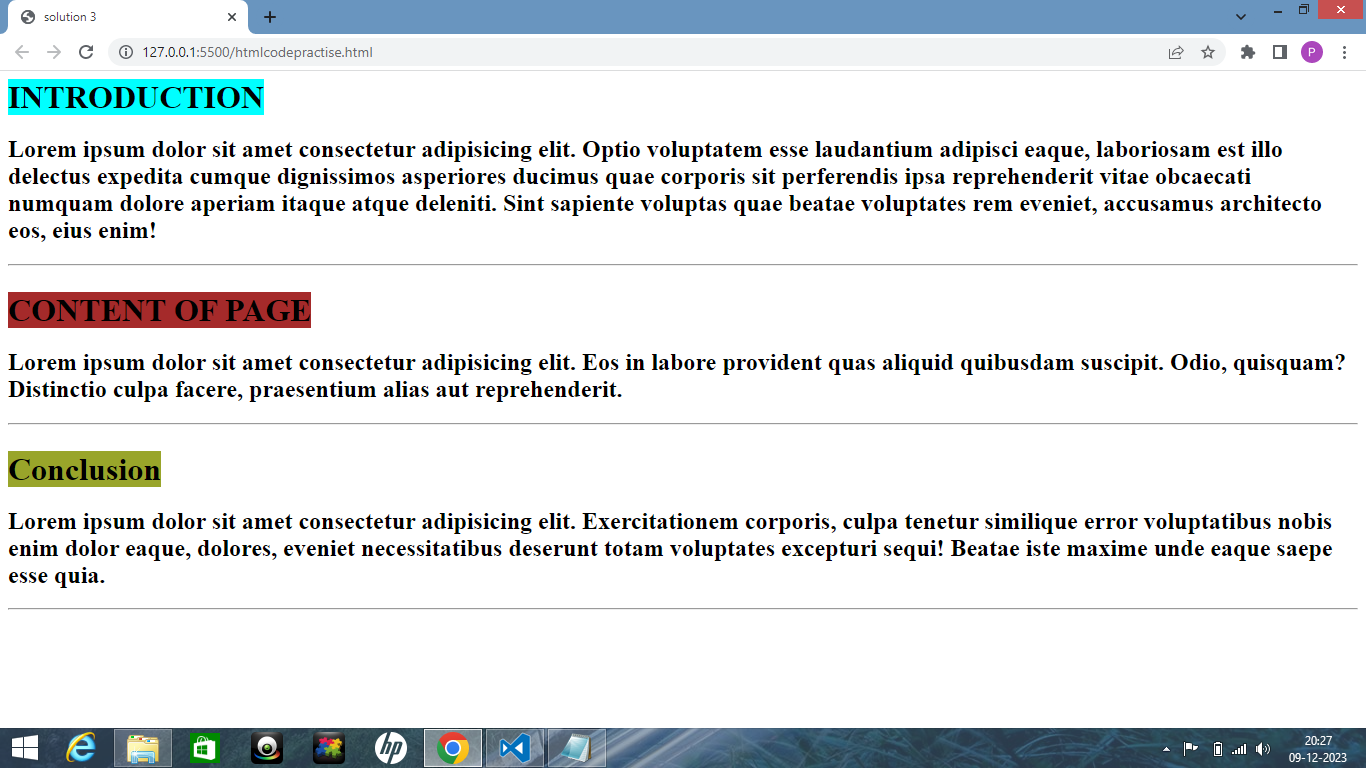 solution 3
127.0.0.1:5500/htmlcodepractise.html
P
INTRODUCTION
Lorem ipsum dolor sit amet consectetur adipisicing elit. Optio voluptatem esse laudantium adipisci eaque, laboriosam est illo
delectus expedita cumque dignissimos asperiores ducimus quae corporis sit perferendis ipsa reprehenderit vitae obcaecati
numquam dolore aperiam itaque atque deleniti. Sint sapiente voluptas quae beatae voluptates rem eveniet, accusamus architecto
eos, eius enim!
CONTENT OF PAGE
Lorem ipsum dolor sit amet consectetur adipisicing elit. Eos in labore provident quas aliquid quibusdam suscipit. Odio, quisquam?
Distinctio culpa facere, praesentium alias aut reprehenderit.
Conclusion
Lorem ipsum dolor sit amet consectetur adipisicing elit. Exercitationem corporis, culpa tenetur similique error voluptatibus nobis
enim dolor eaque, dolores, eveniet necessitatibus deserunt totam voluptates excepturi sequi! Beatae iste maxime unde eaque saepe
esse quia.
hp
20:27
09-12-2023